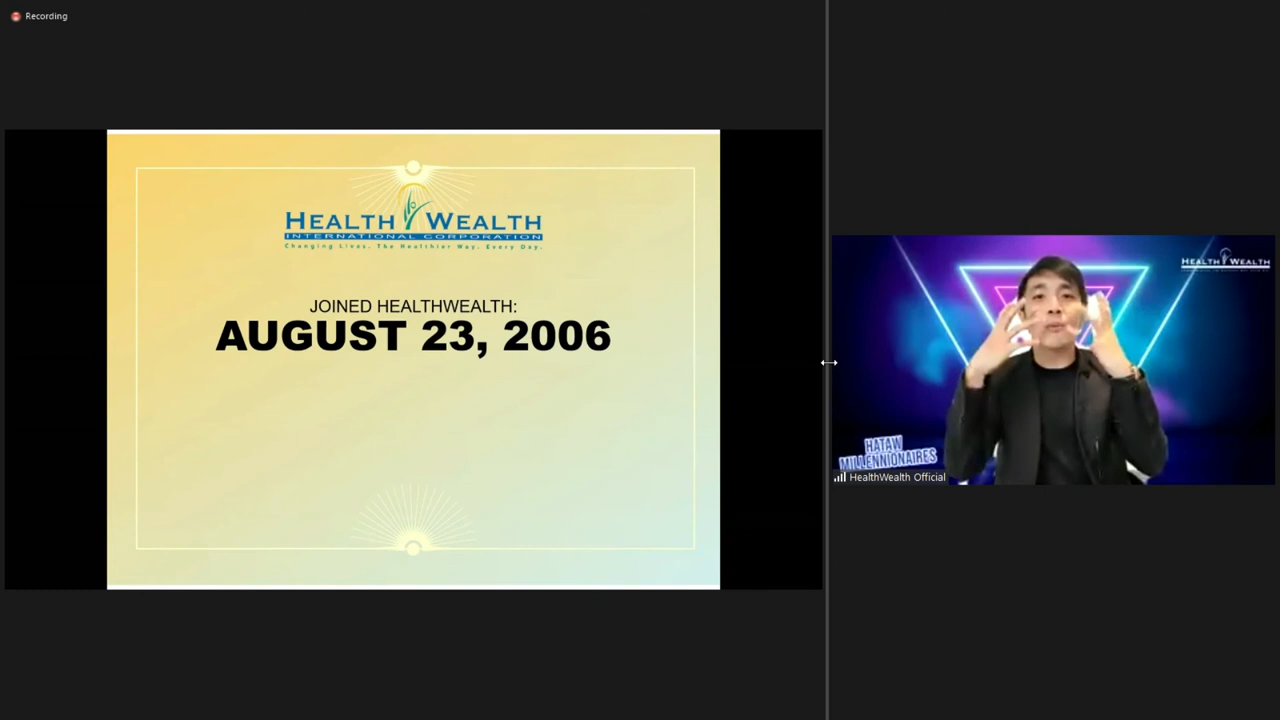 Recording
HEALTH WEALTH
INTERNATIONAL CORPORATION
Changing Lives. The Healthier Way. Every Day.
JOINED HEALTHWEALTH:
AUGUST 23, 2006
HEALTH WEALTH
HATAW
MILLENNIONAIRES
HealthWealth Official